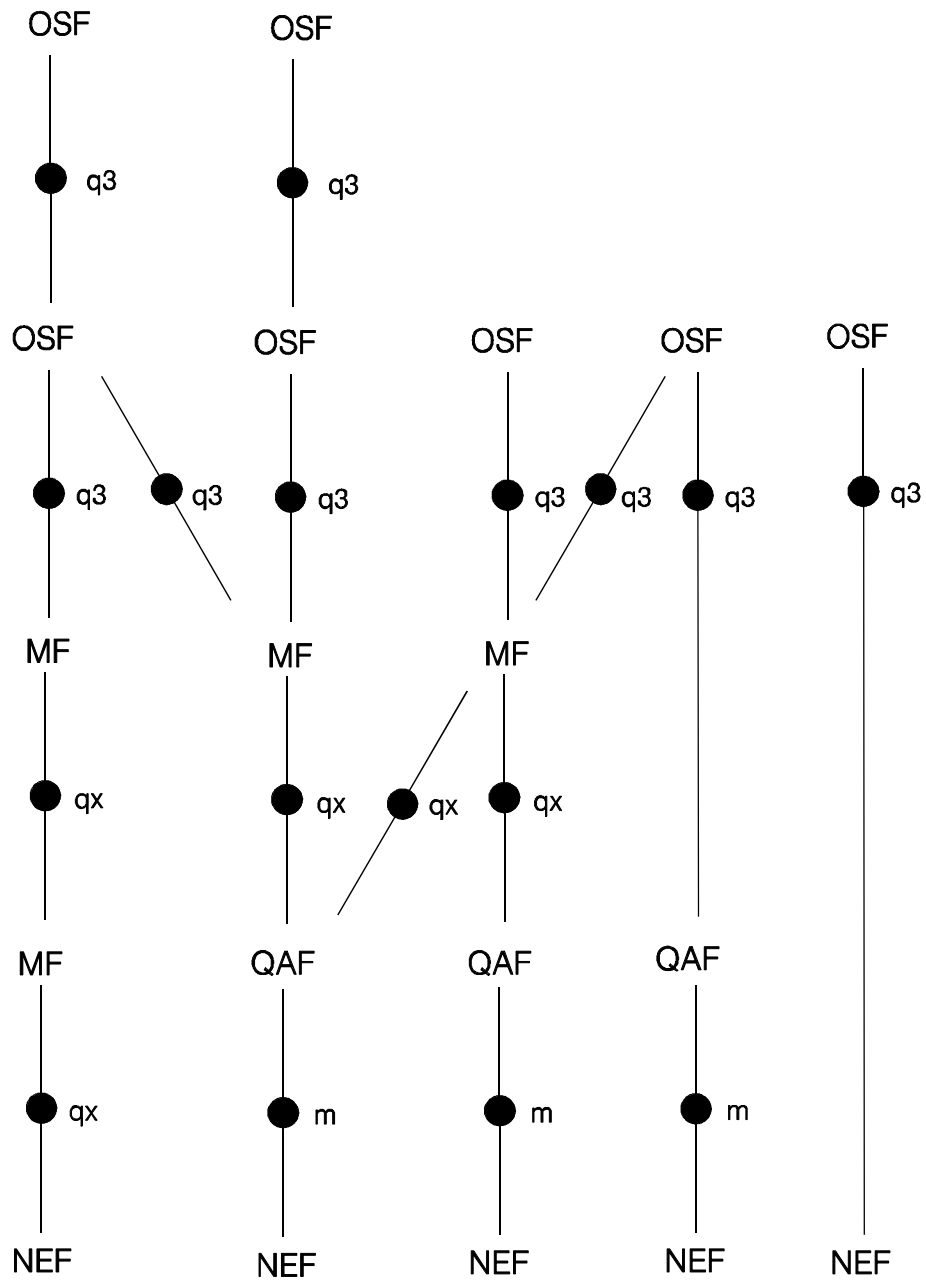 OSF OSF
q3 q3
OSF OSF OSF OSF OSF
q3 q3 q3 q3 q3 q3 q3
MF MF MF
qx qx qx qx
MF QAF QAF QAF
qx m m m
NEF NEF NEF NEF NEF